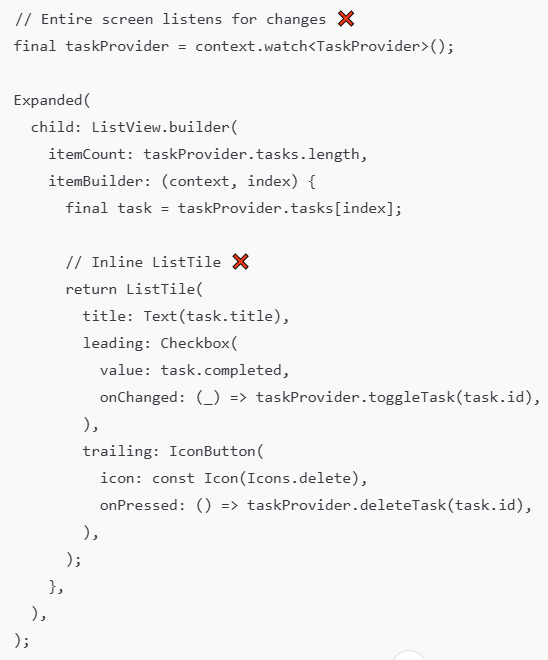 // Entire screen listens for changes ❌
final taskProvider = context.watch<TaskProvider>();

Expanded(
  child: ListView.builder(
    itemCount: taskProvider.tasks.length,
    itemBuilder: (context, index) {
      final task = taskProvider.tasks[index];

      // Inline ListTile ❌
      return ListTile(
        title: Text(task.title),
        leading: Checkbox(
          value: task.completed,
          onChanged: (_) => taskProvider.toggleTask(task.id),
        ),
        trailing: IconButton(
          icon: const Icon(Icons.delete),
          onPressed: () => taskProvider.deleteTask(task.id),
        ),
      );
    },
  ),
);